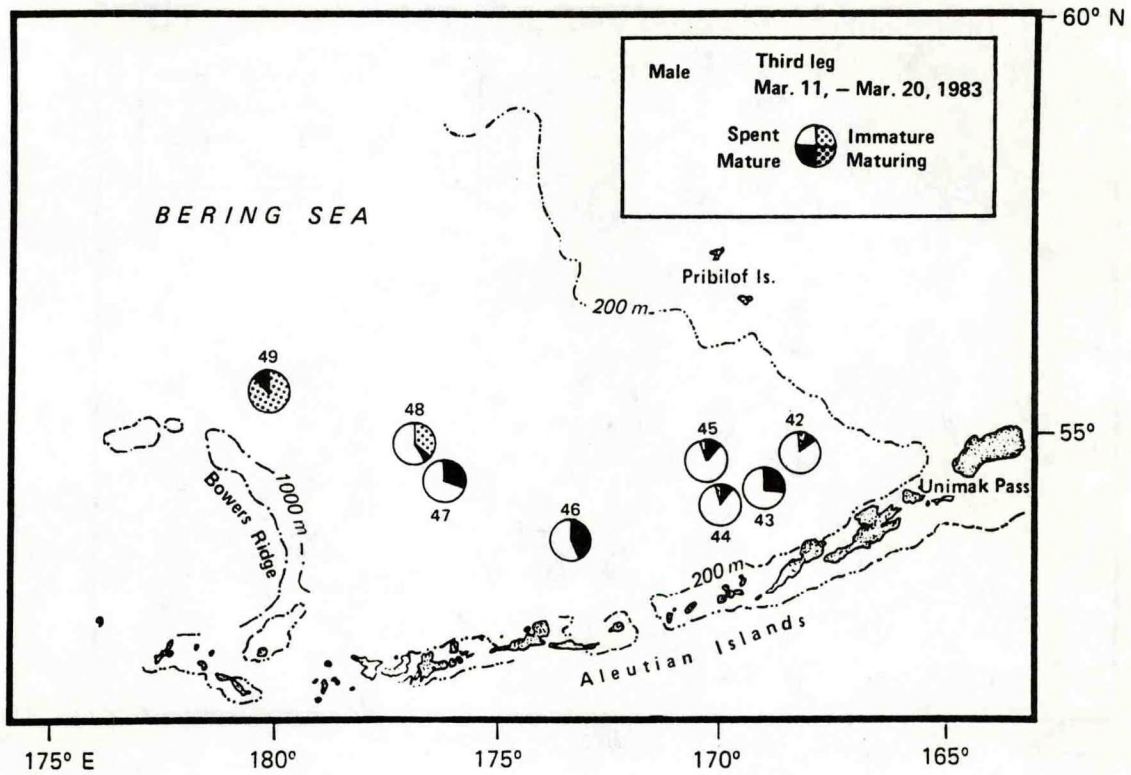 60° N
Male
Third leg
Mar. 11, – Mar. 20, 1983
Spent
Immature
Mature
Maturing
BERING SEA
Pribilof Is.
200 m
49
48
47
46
45
44
43
42
55°
Unimak Pass
Bowers Ridge
1000 m
200 m
Aleutian Islands
175° E
180°
175°
170°
165°